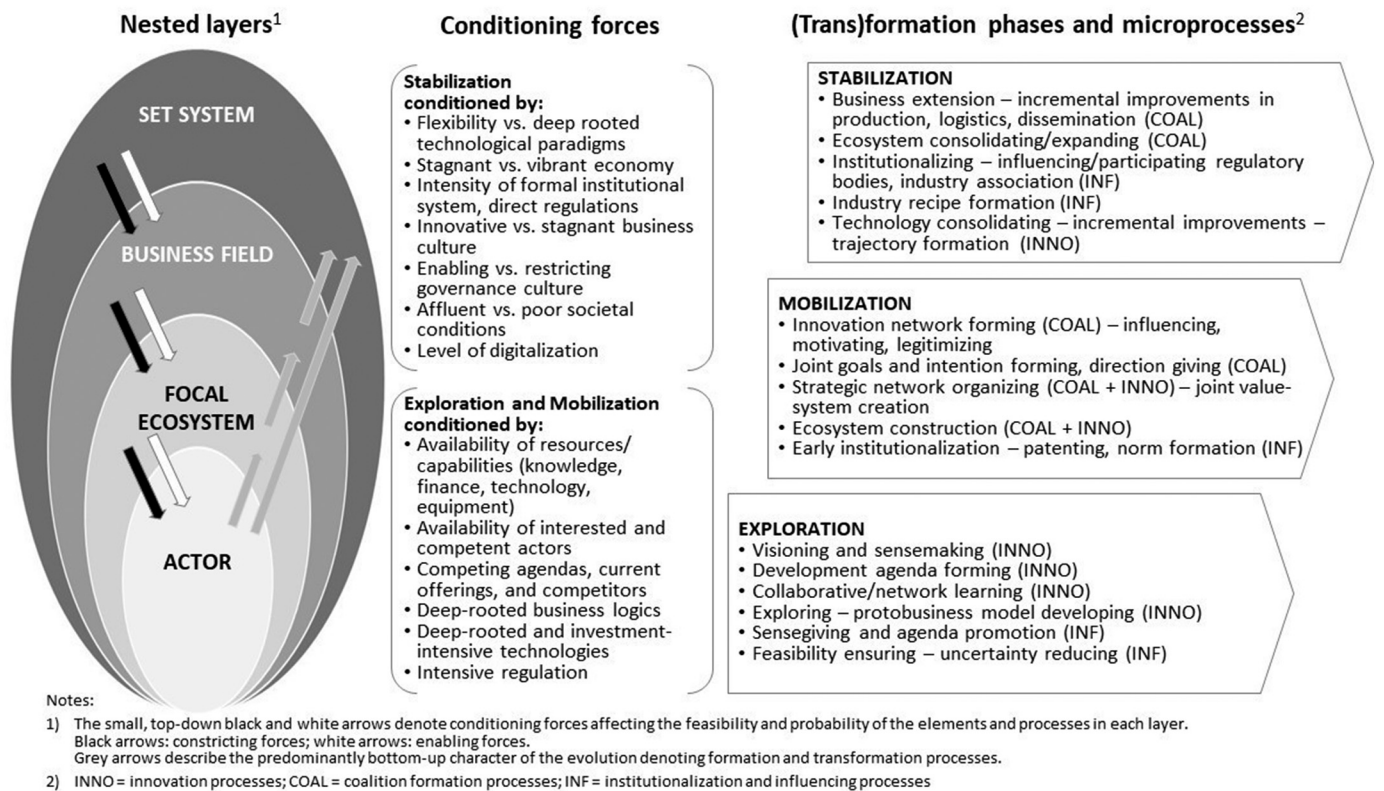 Nested layers1
Conditioning forces
(Trans)formation phases and microprocesses2
SET SYSTEM
BUSINESS FIELD
FOCAL
ECOSYSTEM
ACTOR
Stabilization
conditioned by:
• Flexibility vs. deep rooted
technological paradigms
• Stagnant vs. vibrant economy
• Intensity of formal institutional
system, direct regulations
• Innovative vs. stagnant business
culture
• Enabling vs. restricting
governance culture
• Affluent vs. poor societal
conditions
• Level of digitalization
Exploration and Mobilization
conditioned by:
• Availability of resources/
capabilities (knowledge,
finance, technology,
equipment)
• Availability of interested and
competent actors
• Competing agendas, current
offerings, and competitors
• Deep-rooted business logics
• Deep-rooted and investment-
intensive technologies
• Intensive regulation
STABILIZATION
• Business extension – incremental improvements in
production, logistics, dissemination (COAL)
• Ecosystem consolidating/expanding (COAL)
• Institutionalizing – influencing/participating regulatory
bodies, industry association (INF)
• Industry recipe formation (INF)
• Technology consolidating – incremental improvements –
trajectory formation (INNO)
MOBILIZATION
• Innovation network forming (COAL) – influencing,
motivating, legitimizing
• Joint goals and intention forming, direction giving (COAL)
• Strategic network organizing (COAL + INNO) – joint value-
system creation
• Ecosystem construction (COAL + INNO)
• Early institutionalization – patenting, norm formation (INF)
EXPLORATION
• Visioning and sensemaking (INNO)
• Development agenda forming (INNO)
• Collaborative/network learning (INNO)
• Exploring – protobusiness model developing (INNO)
• Sensegiving and agenda promotion (INF)
• Feasibility ensuring – uncertainty reducing (INF)
Notes:
1) The small, top-down black and white arrows denote conditioning forces affecting the feasibility and probability of the elements and processes in each layer.
Black arrows: constricting forces; white arrows: enabling forces.
Grey arrows describe the predominantly bottom-up character of the evolution denoting formation and transformation processes.
2) INNO = innovation processes; COAL = coalition formation processes; INF = institutionalization and influencing processes